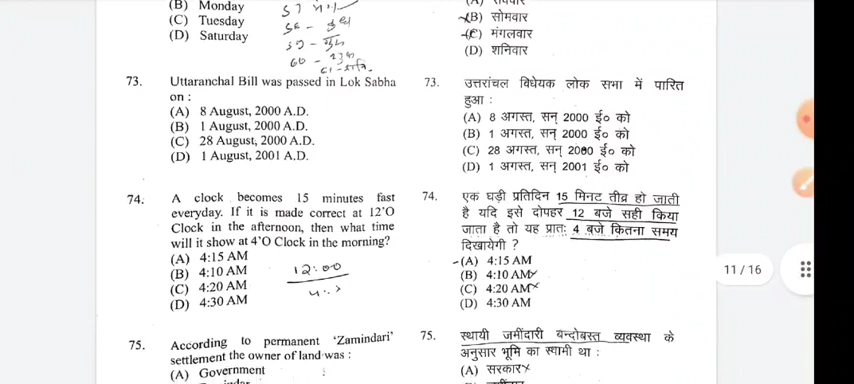 (B) Monday
(C) Tuesday
(D) Saturday
(B) सोमवार
(C) मंगलवार
(D) शनिवार
73. Uttaranchal Bill was passed in Lok Sabha
on :
(A) 8 August, 2000 A.D.
(B) 1 August, 2000 A.D.
(C) 28 August, 2000 A.D.
(D) 1 August, 2001 A.D.
73. उत्तरांचल विधेयक लोक सभा में पारित
हुआ :
(A) 8 अगस्त, सन् 2000 ई० को
(B) 1 अगस्त, सन् 2000 ई० को
(C) 28 अगस्त, सन् 2000 ई० को
(D) 1 अगस्त, सन् 2001 ई० को
74. A clock becomes 15 minutes fast
everyday. If it is made correct at 12'O
Clock in the afternoon, then what time
will it show at 4'O Clock in the morning?
(A) 4:15 AM
(B) 4:10 AM
(C) 4:20 AM
(D) 4:30 AM
12:00
74. एक घड़ी प्रतिदिन 15 मिनट तीव्र हो जाती
है यदि इसे दोपहर 12 बजे सही किया
जाता है तो यह प्रातः 4 बजे कितना समय
दिखायेगी ?
(A) 4:15 AM
(B) 4:10 AM
(C) 4:20 AM
(D) 4:30 AM
11 / 16
75. According to permanent 'Zamindari'
settlement the owner of land was :
(A) Government
75. स्थायी जमींदारी बन्दोबस्त व्यवस्था के
अनुसार भूमि का स्वामी था :
(A) सरकार